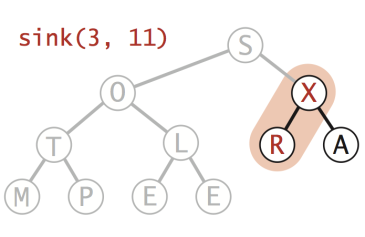 sink(3, 11)
S
O X
T L R A
M P E E